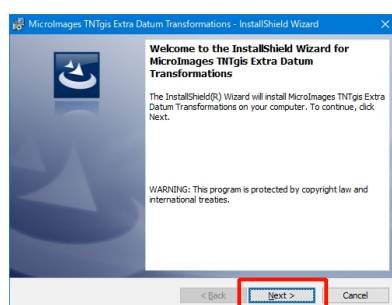 MicroImages TNTgis Extra Datum Transformations - InstallShield Wizard
Welcome to the InstallShield Wizard for
MicroImages TNTgis Extra Datum
Transformations
The InstallShield(R) Wizard will install MicroImages TNTgis Extra
Datum Transformations on your computer. To continue, click
Next.
WARNING: This program is protected by copyright law and
international treaties.
< Back Next > Cancel